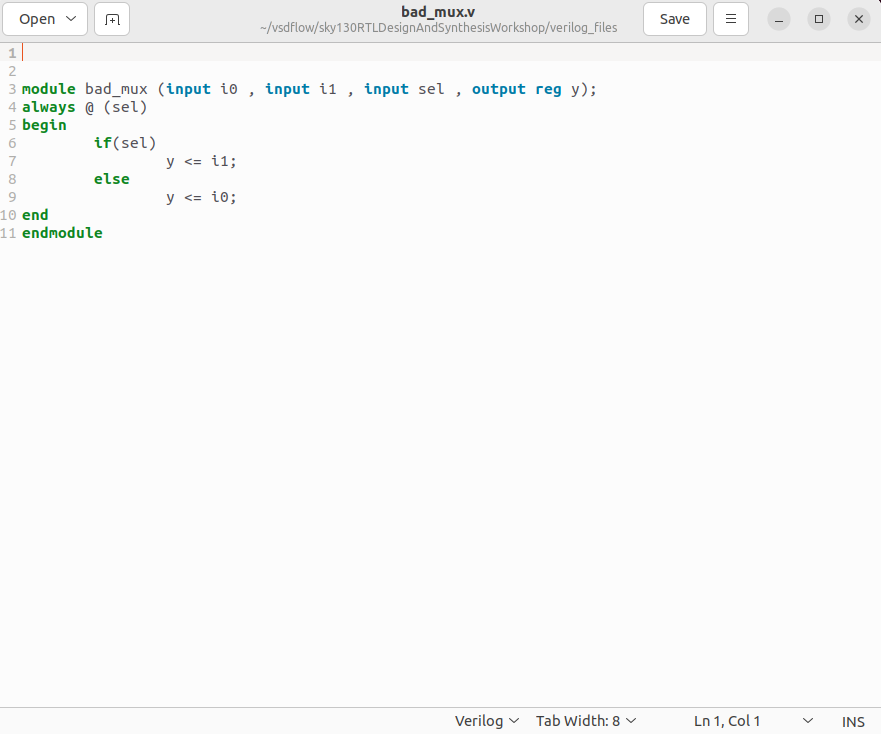 Open
bad_mux.v
~/vsdflow/sky130RTLDesignAndSynthesisWorkshop/verilog_files
Save
1
2
3 module bad_mux (input i0 , input i1 , input sel , output reg y);
4 always @ (sel)
5 begin
6 if(sel)
7 y <= i1;
8 else
9 y <= i0;
10 end
11 endmodule
Verilog Tab Width: 8 Ln 1, Col 1 INS